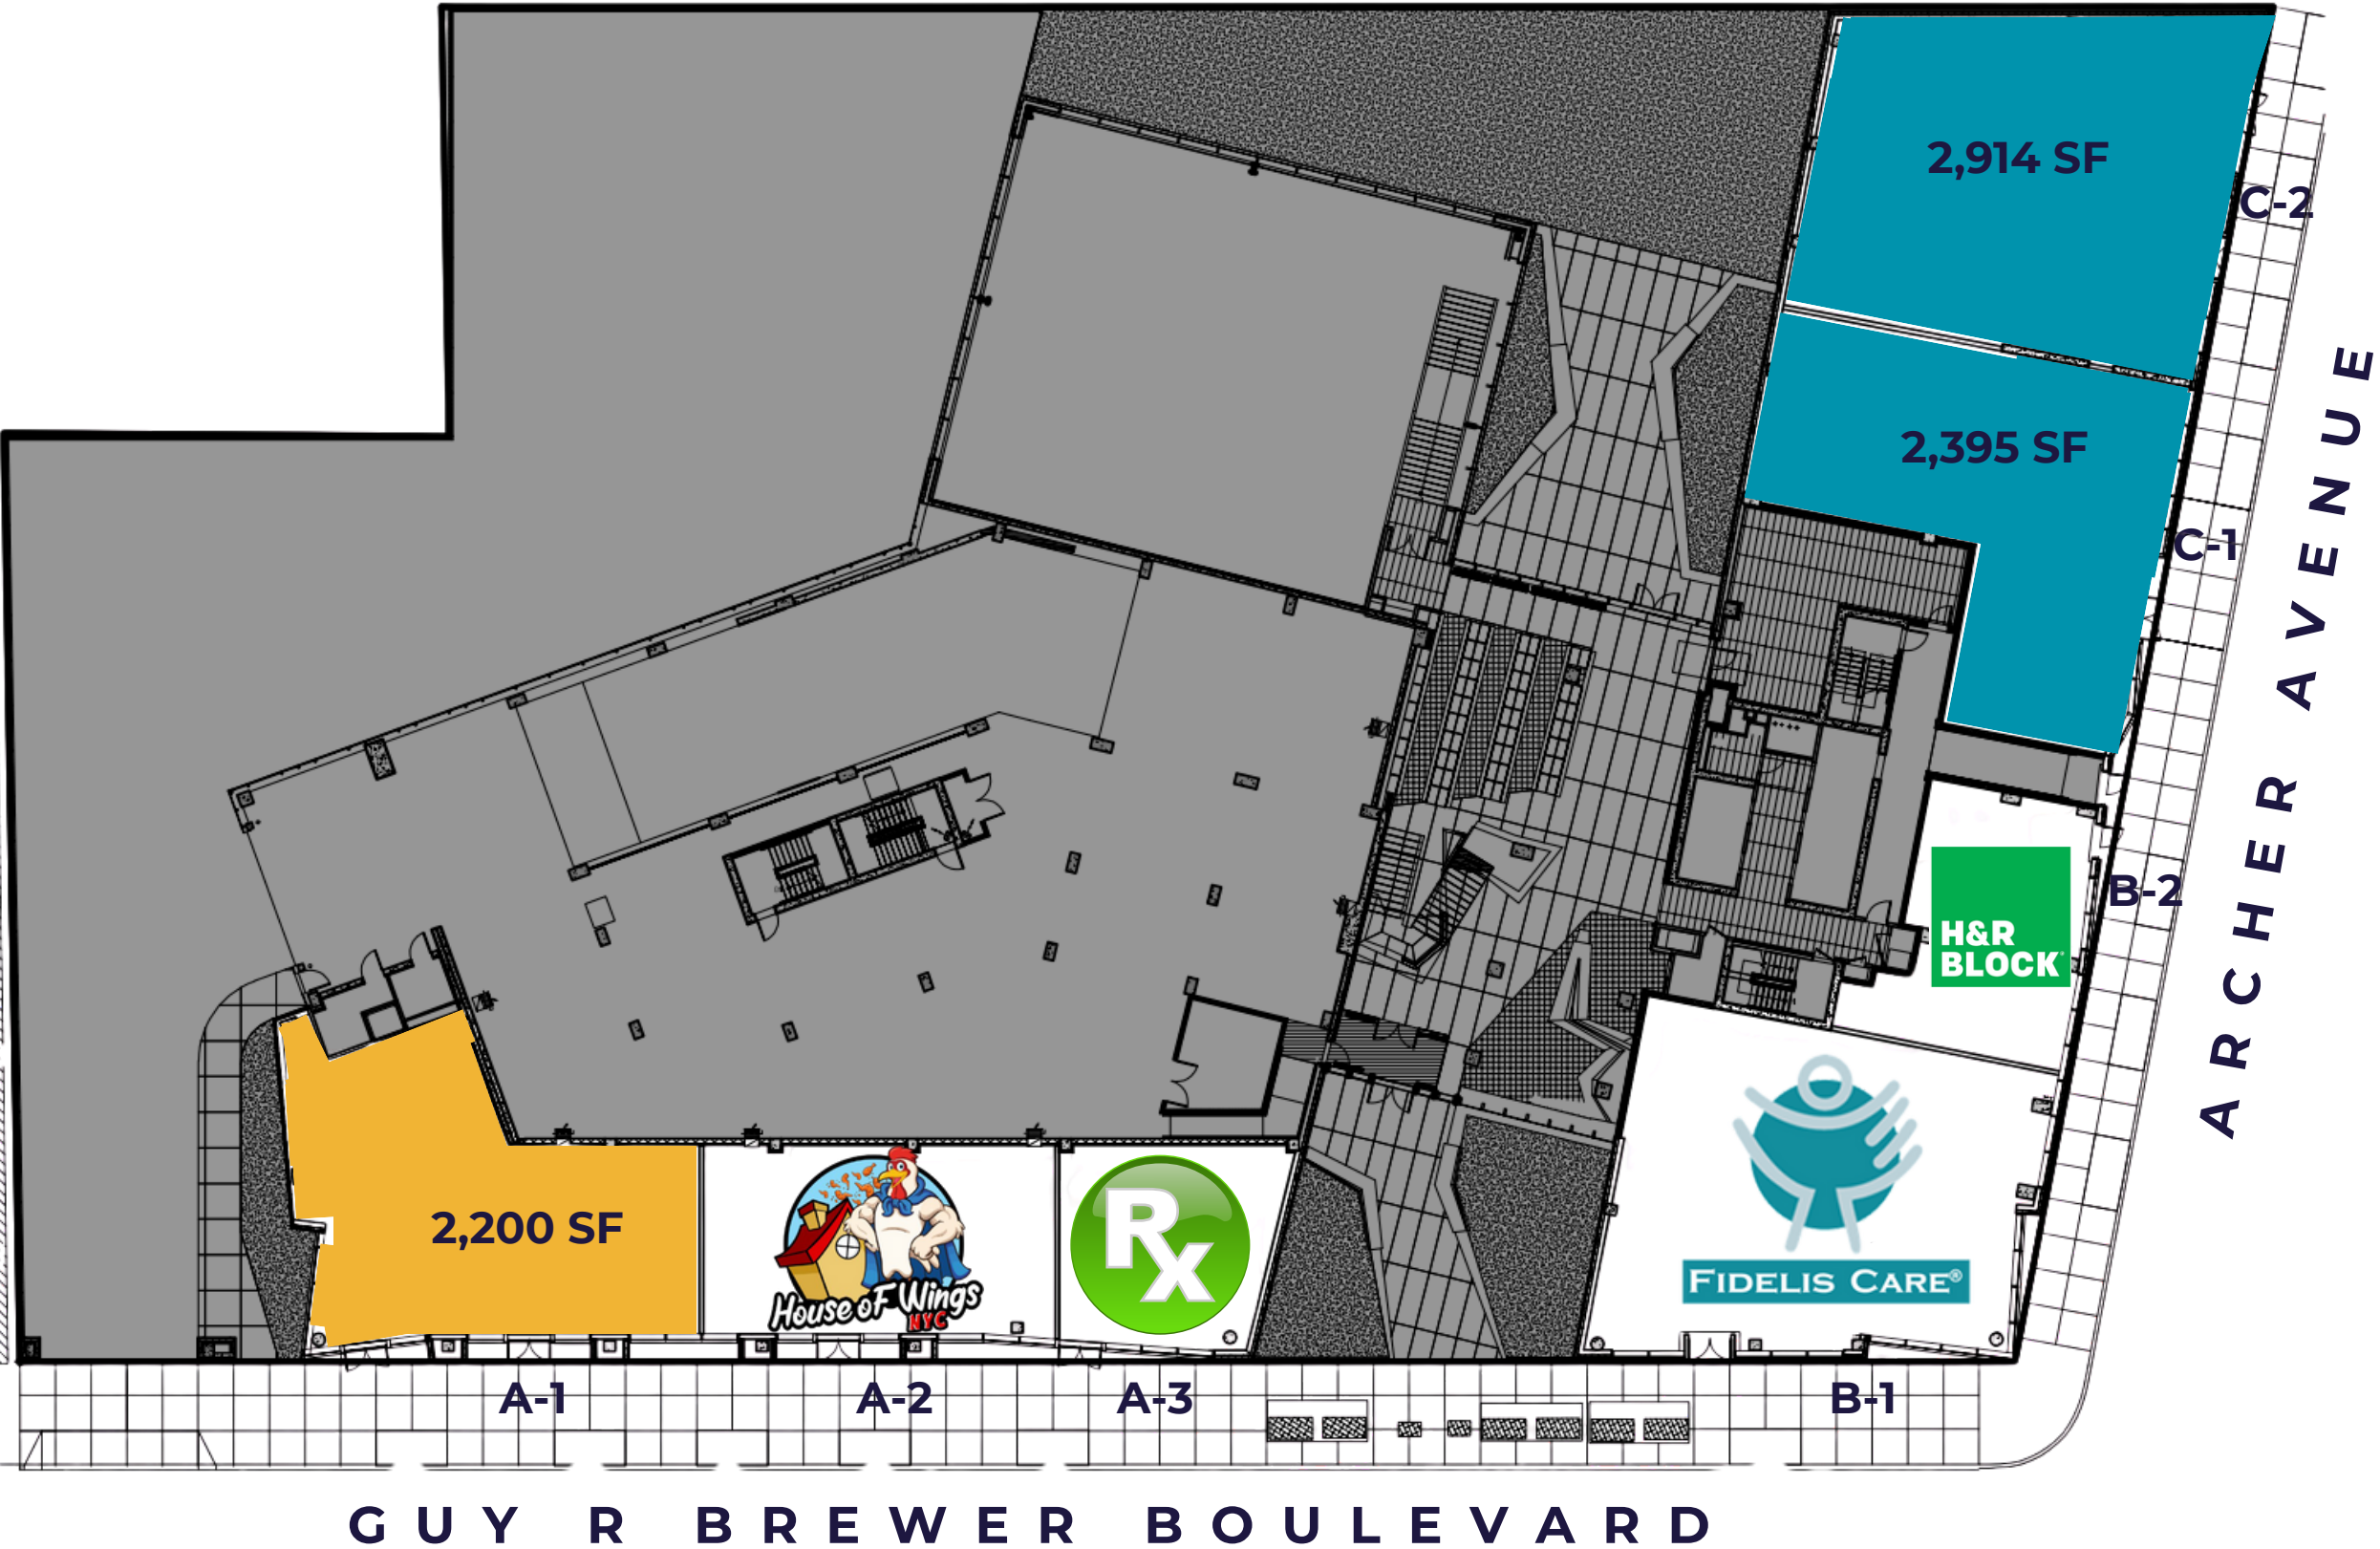 2,914 SF
C-2
2,395 SF
C-1
ARCHER AVENUE
B-2
H&R
BLOCK
2,200 SF
House of Wings
NYC
Rx
FIDELIS CARE®
A-1
A-2
A-3
B-1
GUY R BREWER BOULEVARD